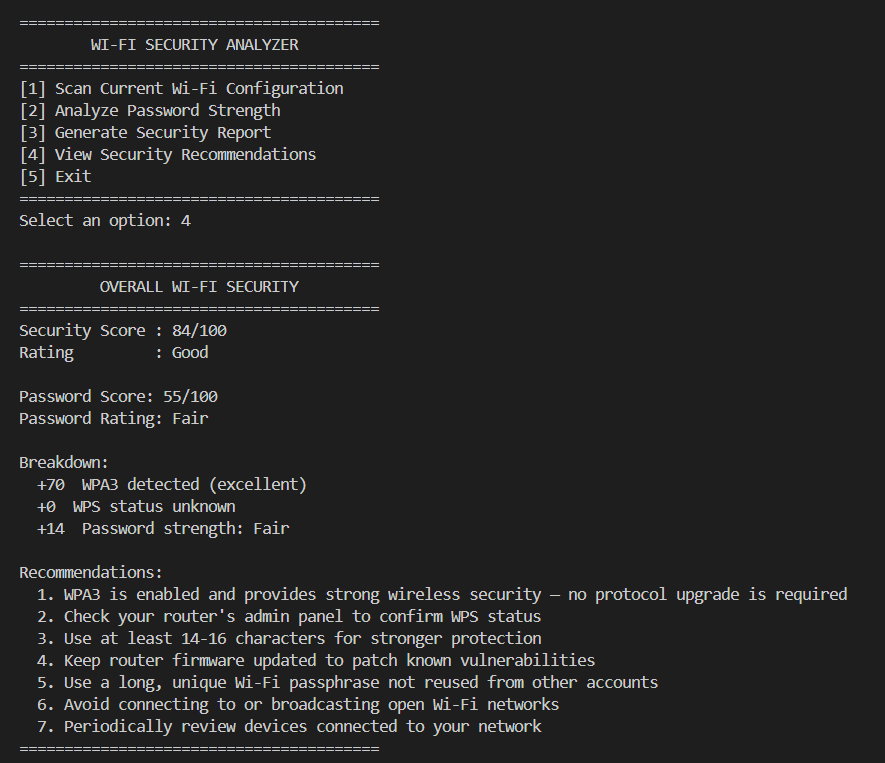 ========================================
WI-FI SECURITY ANALYZER
========================================
[1] Scan Current Wi-Fi Configuration
[2] Analyze Password Strength
[3] Generate Security Report
[4] View Security Recommendations
[5] Exit
========================================
Select an option: 4
========================================
OVERALL WI-FI SECURITY
========================================
Security Score : 84/100
Rating         : Good
Password Score: 55/100
Password Rating: Fair
Breakdown:
+70  WPA3 detected (excellent)
+0  WPS status unknown
+14  Password strength: Fair
Recommendations:
1. WPA3 is enabled and provides strong wireless security — no protocol upgrade is required
2. Check your router's admin panel to confirm WPS status
3. Use at least 14-16 characters for stronger protection
4. Keep router firmware updated to patch known vulnerabilities
5. Use a long, unique Wi-Fi passphrase not reused from other accounts
6. Avoid connecting to or broadcasting open Wi-Fi networks
7. Periodically review devices connected to your network
========================================